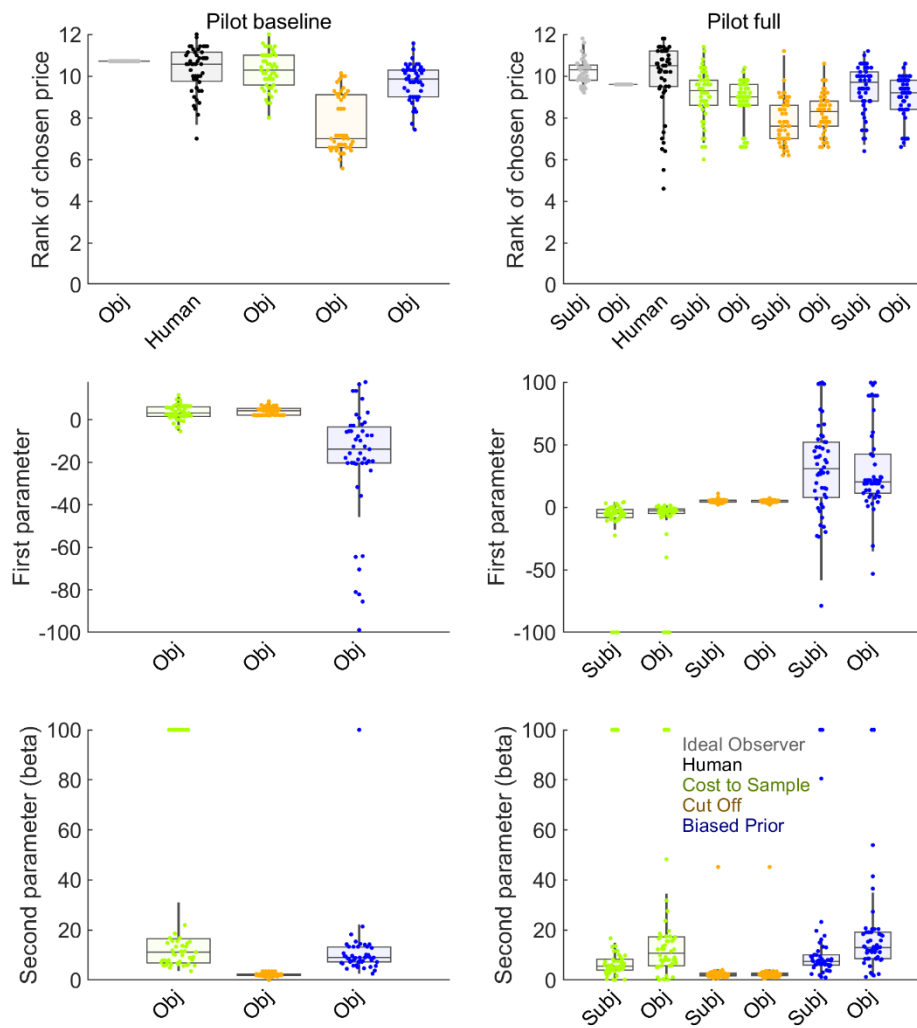 Pilot baseline
Pilot full
Rank of chosen price
12
10
8
6
4
2
0
Obj
Human
Obj
Obj
Obj
Rank of chosen price
12
10
8
6
4
2
0
Subj
Obj
Human
Subj
Obj
Subj
Obj
Subj
Obj
First parameter
0
-20
-40
-60
-80
-100
Obj
Obj
Obj
First parameter
100
50
0
-50
-100
Subj
Obj
Subj
Obj
Subj
Obj
Second parameter (beta)
100
80
60
40
20
0
Obj
Obj
Obj
Second parameter (beta)
100
80
60
40
20
0
Ideal Observer
Human
Cost to Sample
Cut Off
Biased Prior
Subj
Obj
Subj
Obj
Subj
Obj